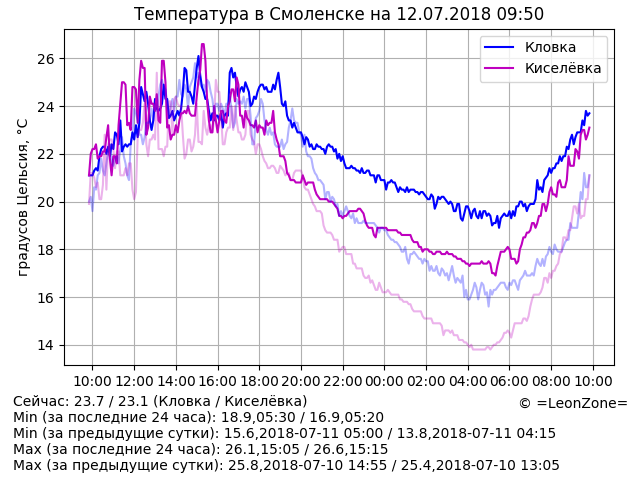 Температура в Смоленске на 12.07.2018 09:50
Кловка
Киселёвка
градусов Цельсия, °C
26
24
22
20
18
16
14
10:00 12:00 14:00 16:00 18:00 20:00 22:00 00:00 02:00 04:00 06:00 08:00 10:00
Сейчас: 23.7 / 23.1 (Кловка / Киселёвка)
© =LeonZone=
Min (за последние 24 часа): 18.9,05:30 / 16.9,05:20
Min (за предыдущие сутки): 15.6,2018-07-11 05:00 / 13.8,2018-07-11 04:15
Max (за последние 24 часа): 26.1,15:05 / 26.6,15:15
Max (за предыдущие сутки): 25.8,2018-07-10 14:55 / 25.4,2018-07-10 13:05